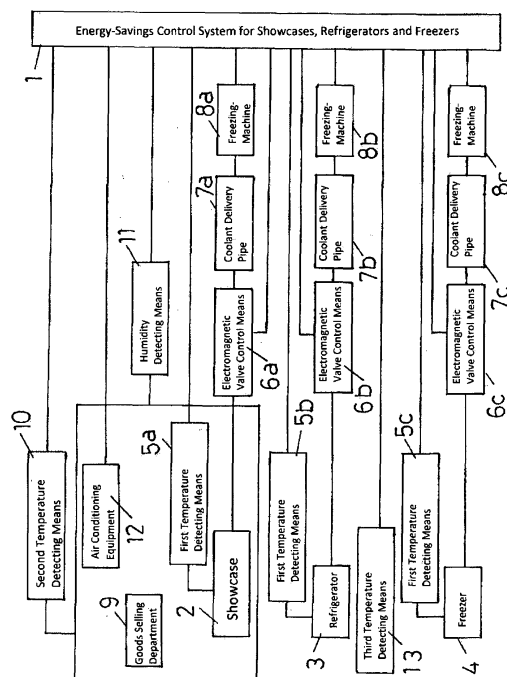 Energy-Savings Control System for Showcases, Refrigerators and Freezers
1
10
Second Temperature
Detecting Means
Air Conditioning
Equipment
12
9
Goods Selling
Department
11
Humidity
Detecting Means
5a
First Temperature
Detecting Means
2
Showcase
6a
Electromagnetic
Valve Control Means
7a
Coolant Delivery
Pipe
8a
Freezing-
Machine
5b
First Temperature
Detecting Means
3
Refrigerator
6b
Electromagnetic
Valve Control Means
7b
Coolant Delivery
Pipe
8b
Freezing-
Machine
Third Temperature
Detecting Means
13
5c
First Temperature
Detecting Means
4
Freezer
6c
Electromagnetic
Valve Control Means
7c
Coolant Delivery
Pipe
8c
Freezing-
Machine